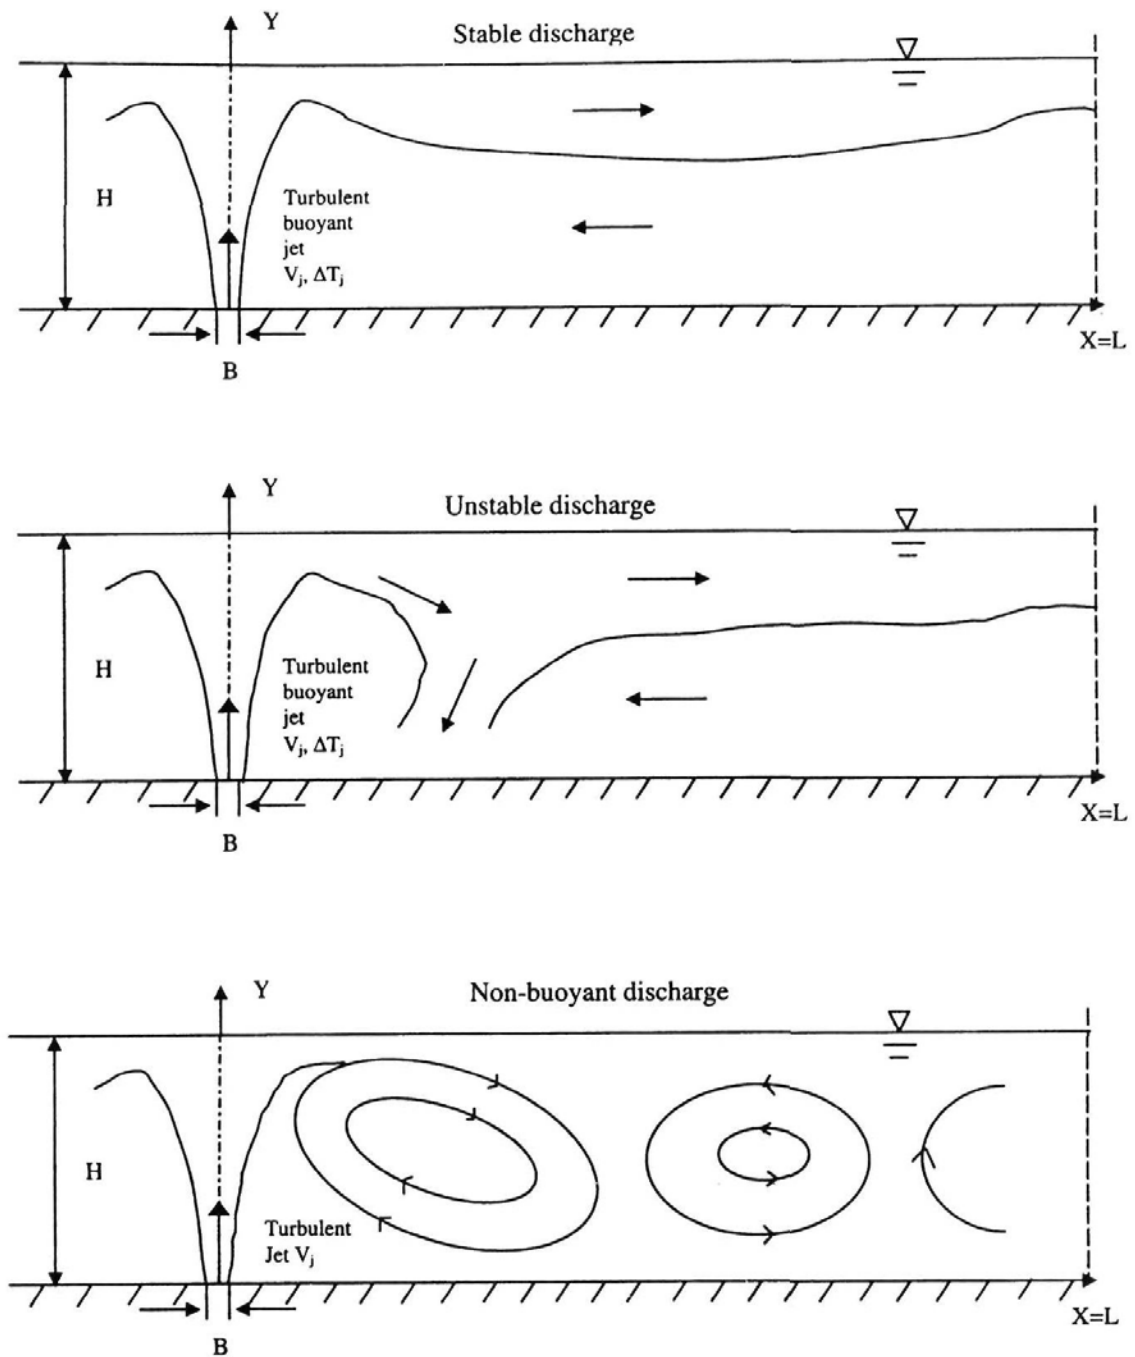 Y
Stable discharge
H
Turbulent
buoyant
jet
Vj, ΔTj
X=L
B
Y
Unstable discharge
H
Turbulent
buoyant
jet
Vj, ΔTj
X=L
B
Y
Non-buoyant discharge
H
Turbulent
Jet Vj
X=L
B